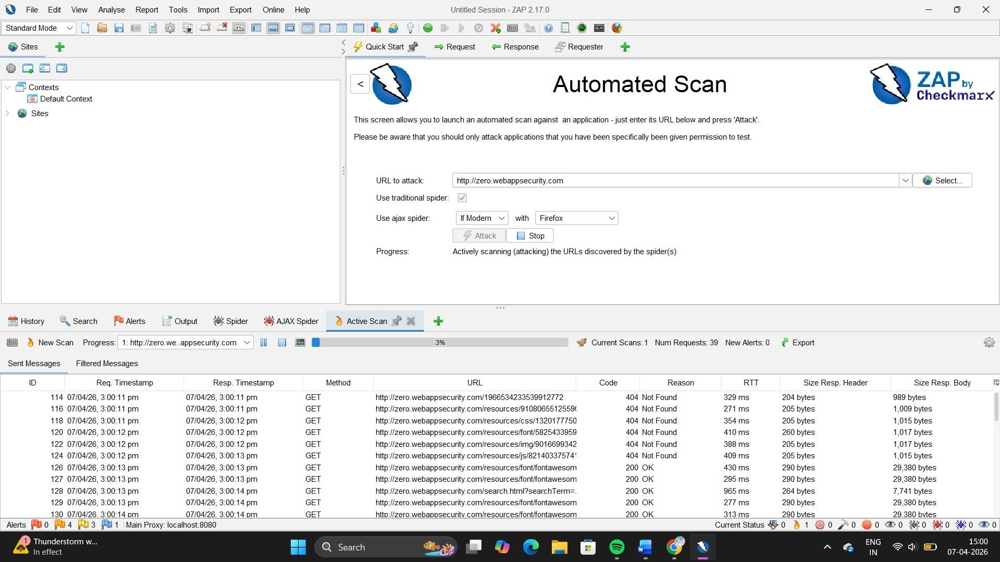 File Edit View Analyse Report Tools Import Export Online Help
Untitled Session - ZAP 2.17.0
Standard Mode
Sites
Quick Start Request Response Requester
<
Automated Scan
ZAP by
Checkmarx
Contexts
Default Context
Sites
This screen allows you to launch an automated scan against an application - just enter its URL below and press 'Attack'.
Please be aware that you should only attack applications that you have been specifically been given permission to test.
URL to attack: http://zero.webappsecurity.com Select...
Use traditional spider:
Use ajax spider: If Modern with Firefox
Attack Stop
Progress: Actively scanning (attacking) the URLs discovered by the spider(s)
History Search Alerts Output Spider AJAX Spider Active Scan
New Scan Progress: 1: http://zero.we..appsecurity.com 3% Current Scans: 1 Num Requests: 39 New Alerts: 0 Export
Sent Messages Filtered Messages
ID Req. Timestamp Resp. Timestamp Method URL Code Reason RTT Size Resp. Header Size Resp. Body
114 07/04/26, 3:00:11 pm 07/04/26, 3:00:11 pm GET http://zero.webappsecurity.com/1966534233539912772 404 Not Found 329 ms 204 bytes 989 bytes
116 07/04/26, 3:00:11 pm 07/04/26, 3:00:11 pm GET http://zero.webappsecurity.com/resources/9108065512559( 404 Not Found 271 ms 205 bytes 1,009 bytes
118 07/04/26, 3:00:11 pm 07/04/26, 3:00:12 pm GET http://zero.webappsecurity.com/resources/css/1320177750 404 Not Found 354 ms 205 bytes 1,015 bytes
120 07/04/26, 3:00:12 pm 07/04/26, 3:00:12 pm GET http://zero.webappsecurity.com/resources/font/5825433959 404 Not Found 410 ms 260 bytes 1,017 bytes
122 07/04/26, 3:00:12 pm 07/04/26, 3:00:12 pm GET http://zero.webappsecurity.com/resources/img/9016699342 404 Not Found 388 ms 205 bytes 1,017 bytes
124 07/04/26, 3:00:12 pm 07/04/26, 3:00:13 pm GET http://zero.webappsecurity.com/resources/js/82140337574 404 Not Found 409 ms 205 bytes 1,015 bytes
126 07/04/26, 3:00:13 pm 07/04/26, 3:00:13 pm GET http://zero.webappsecurity.com/resources/font/fontawesom 200 OK 430 ms 290 bytes 29,380 bytes
127 07/04/26, 3:00:13 pm 07/04/26, 3:00:13 pm GET http://zero.webappsecurity.com/resources/font/fontawesom 200 OK 295 ms 290 bytes 29,380 bytes
128 07/04/26, 3:00:13 pm 07/04/26, 3:00:14 pm GET http://zero.webappsecurity.com/search.html?searchTerm=. 200 OK 965 ms 264 bytes 7,741 bytes
129 07/04/26, 3:00:13 pm 07/04/26, 3:00:14 pm GET http://zero.webappsecurity.com/resources/font/fontawesom 200 OK 277 ms 290 bytes 29,380 bytes
130 07/04/26, 3:00:14 pm 07/04/26, 3:00:14 pm GET http://zero.webappsecurity.com/resources/font/fontawesom 200 OK 313 ms 290 bytes 29,380 bytes
Alerts 0 4 3 1 Main Proxy: localhost:8080 Current Status 0 1 0 0 0 0 0 0 0 0
1 Thunderstorm w... Search ENG 15:00
In effect IN 07-04-2026